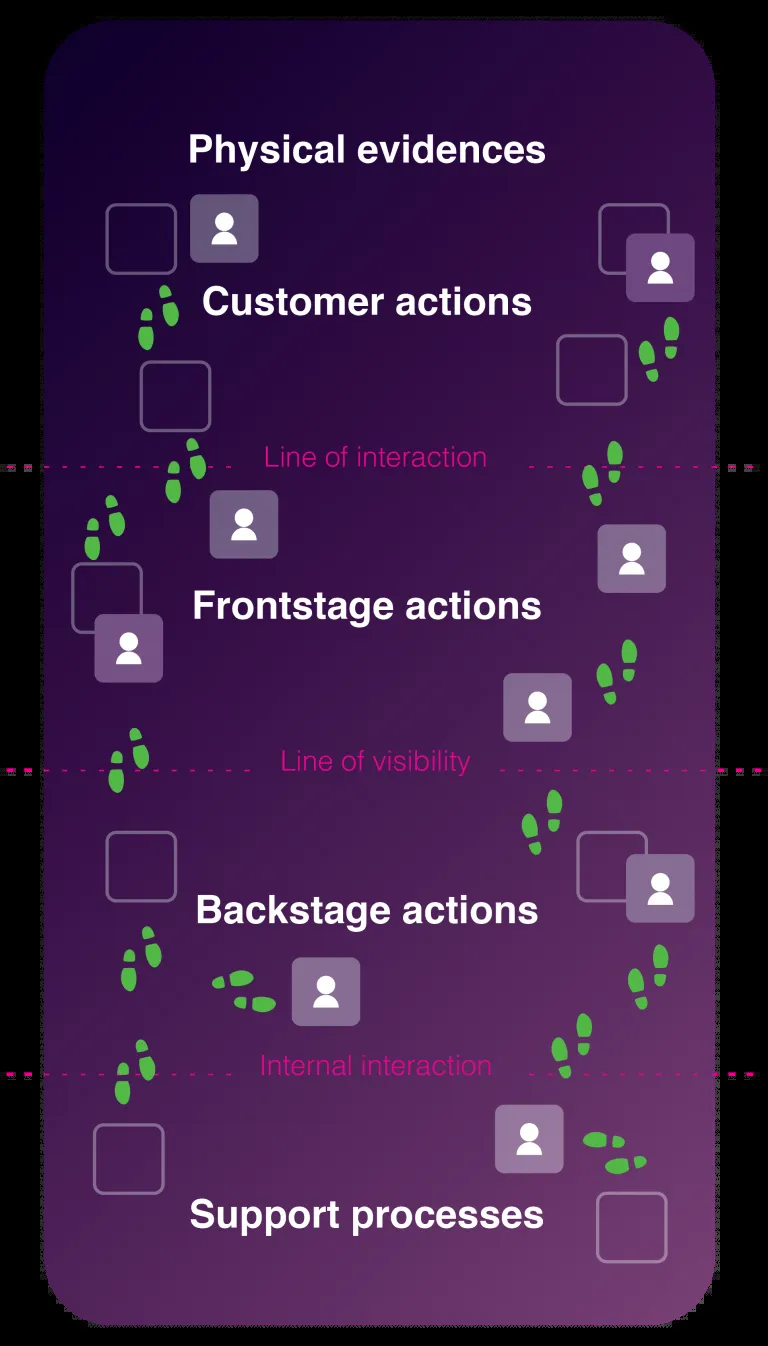 Physical evidences
Customer actions
Line of interaction
Frontstage actions
Line of visibility
Backstage actions
Internal interaction
Support processes